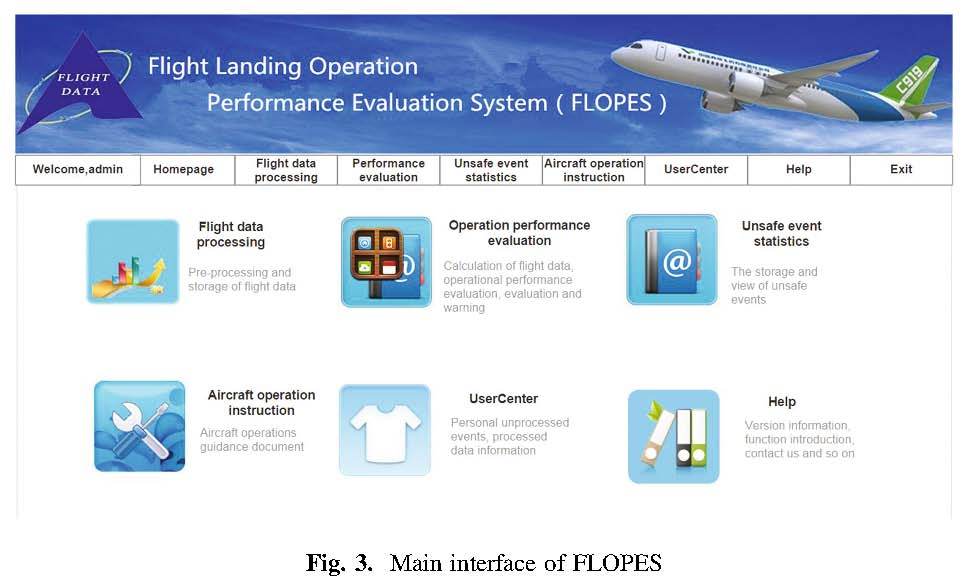 FLIGHT
DATA
Flight Landing Operation
Performance Evaluation System ( FLOPES )
C919
Welcome,admin
Homepage
Flight data
processing
Performance
evaluation
Unsafe event
statistics
Aircraft operation
instruction
UserCenter
Help
Exit
Flight data
processing
Pre-processing and
storage of flight data
Operation performance
evaluation
Calculation of flight data,
operational performance
evaluation, evaluation and
warning
@
Unsafe event
statistics
The storage and
view of unsafe
events
Aircraft operation
instruction
Aircraft operations
guidance document
UserCenter
Personal unprocessed
events, processed
data information
Help
Version information,
function introduction,
contact us and so on
Fig. 3. Main interface of FLOPES